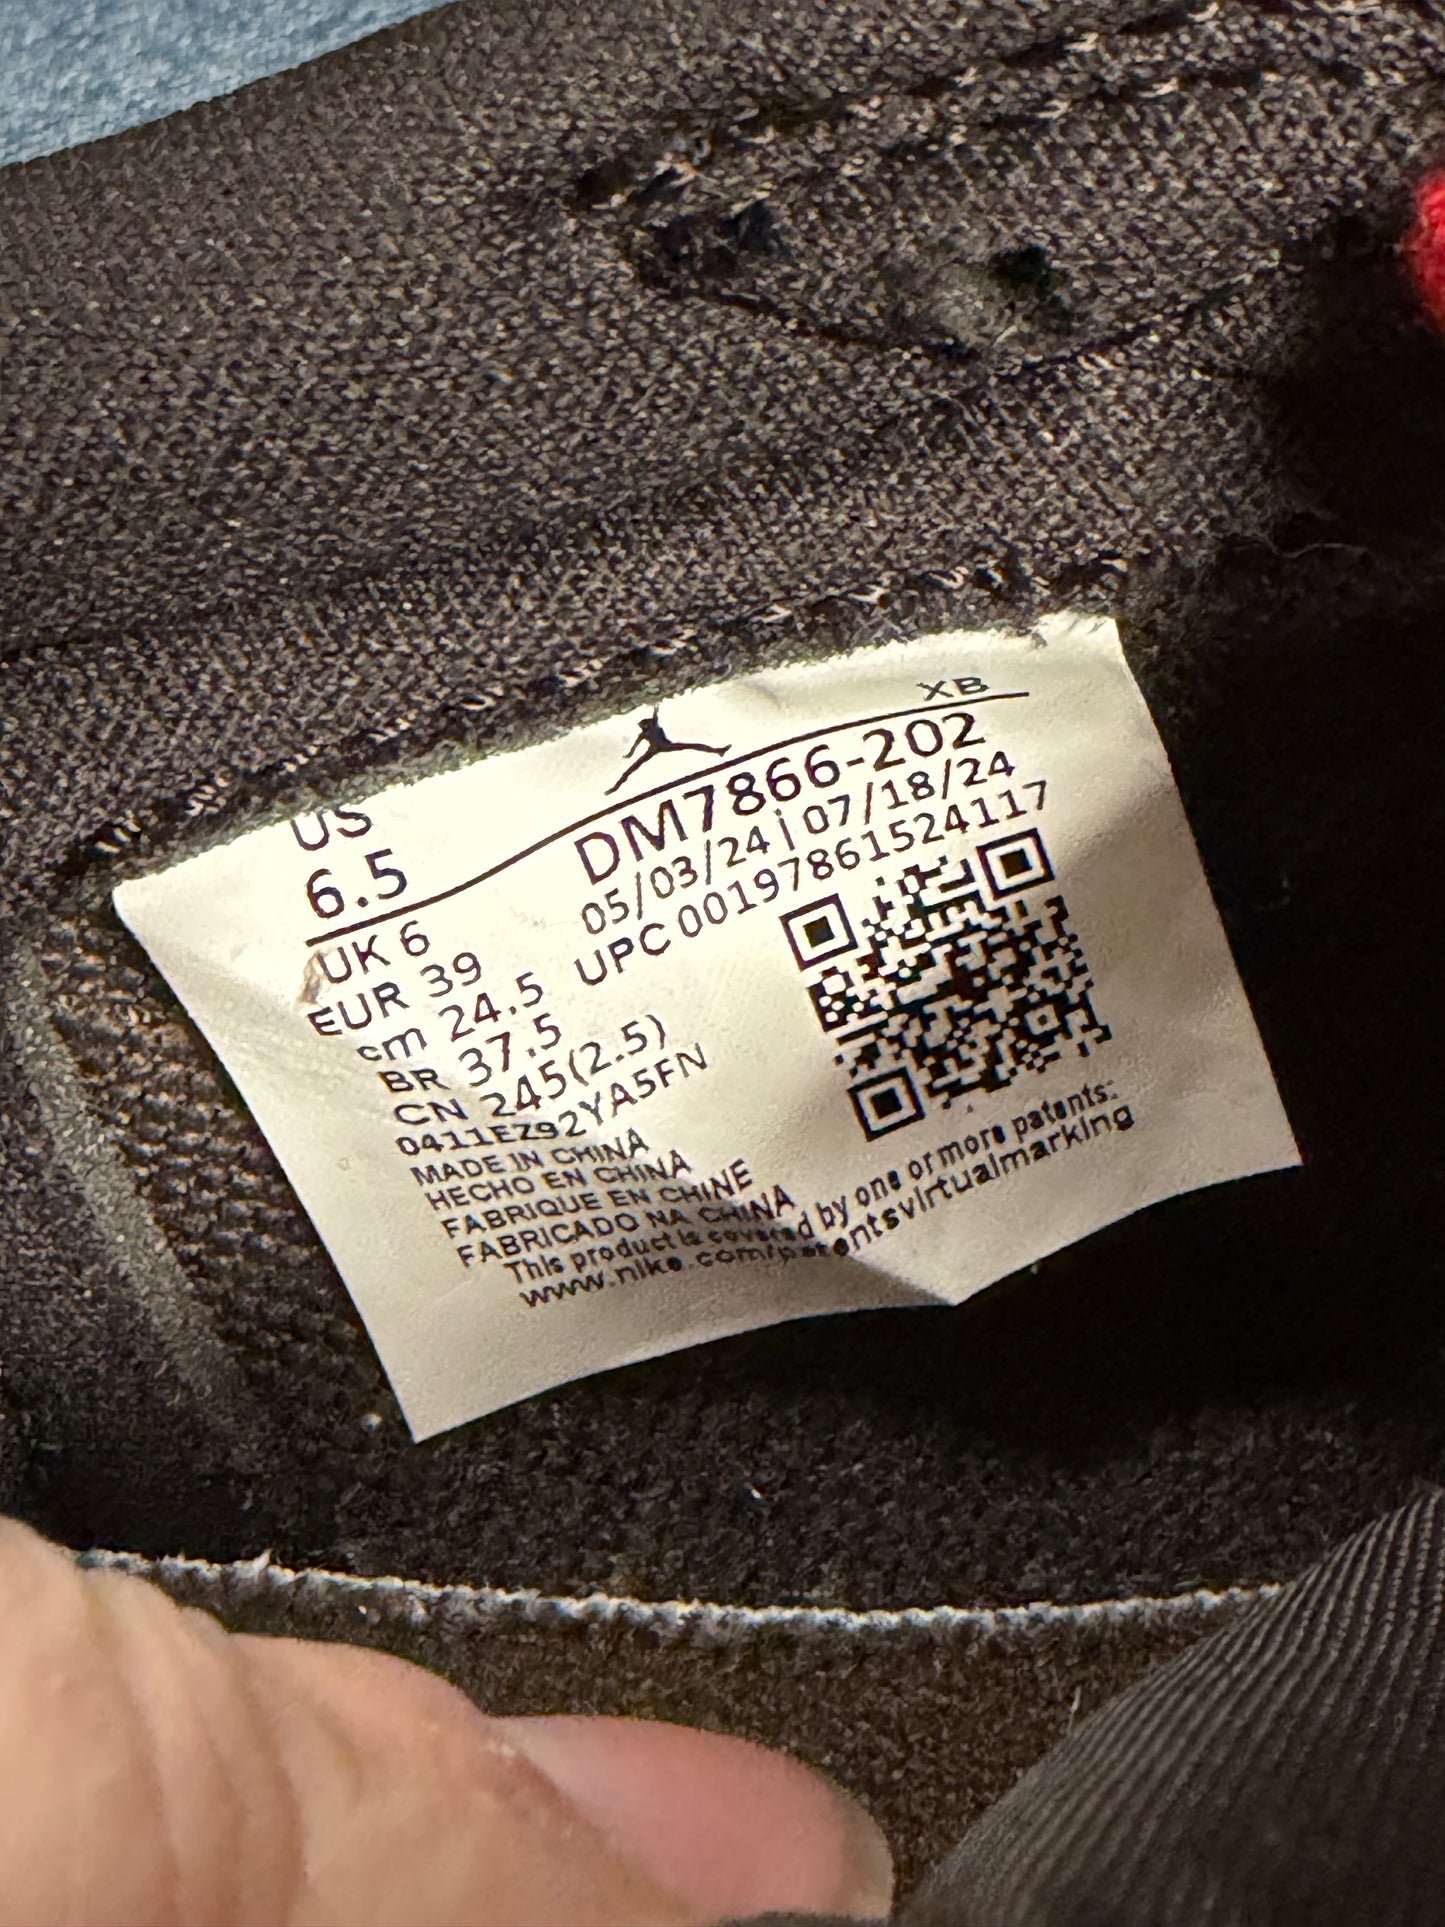 XB
US
6.5
DM7866-202
05/03/24 | 07/18/24
UPC 00197861524117
UK 6
EUR 39
cm 24.5
BR 37.5
CN 245(2.5)
0411EZ92YA5FN
MADE IN CHINA
HECHO EN CHINA
FABRIQUE EN CHINE
FABRICADO NA CHINA
This product is covered by one or more patents:
www.nike.com/patentsvirtualmarking